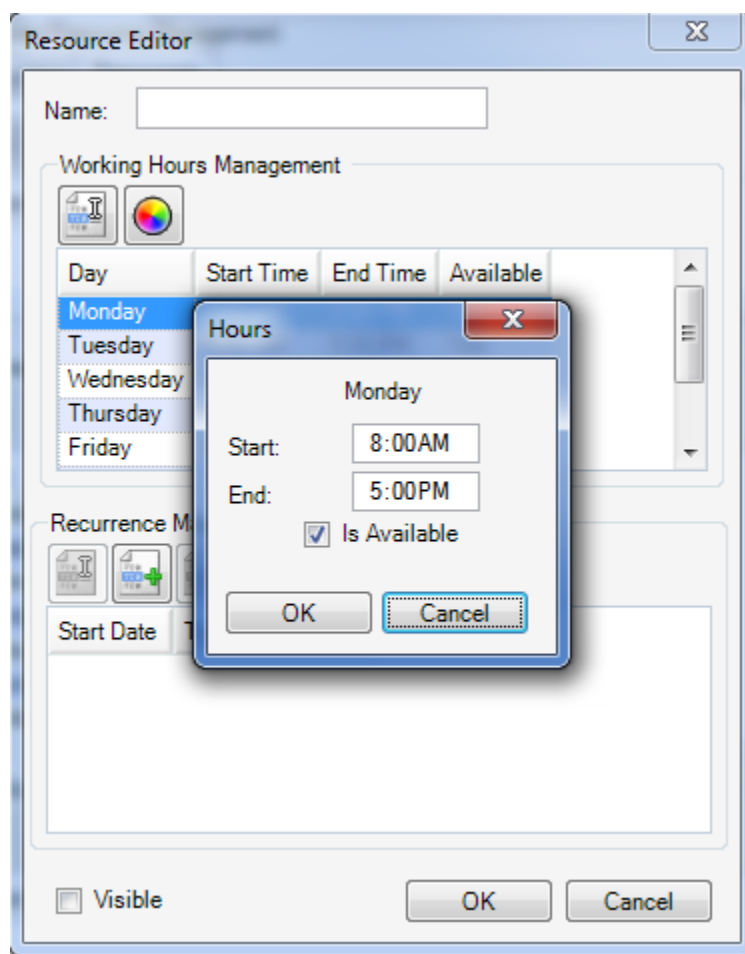 Resource Editor
Name:
Working Hours Management
Day Start Time End Time Available
Monday
Tuesday
Wednesday
Thursday
Friday
Hours
Monday
Start: 8:00AM
End: 5:00PM
Is Available
OK Cancel
Recurrence
Start Date
Visible
OK Cancel